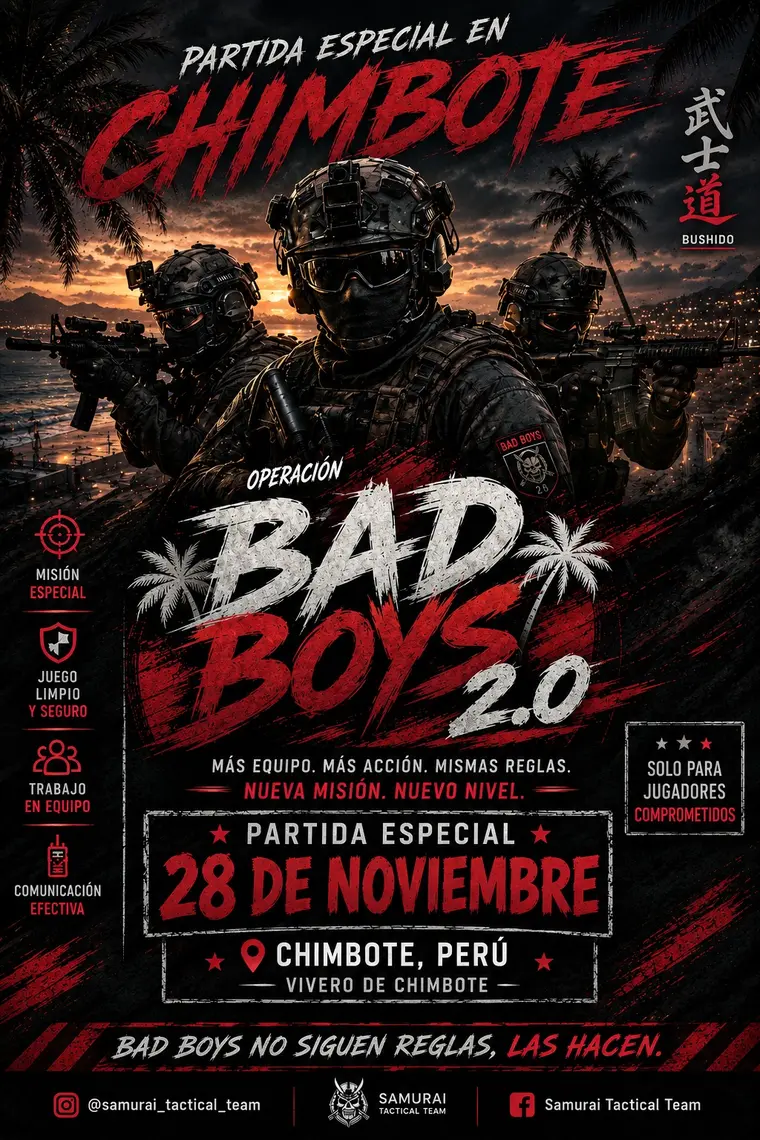 PARTIDA ESPECIAL EN
CHIMBOTE
武
士
道
BUSHIDO
BAD BOYS
28
OPERACIÓN
BAD
BOYS
2.0
MISIÓN
ESPECIAL
JUEGO
LIMPIO
Y SEGURO
TRABAJO
EN EQUIPO
COMUNICACIÓN
EFECTIVA
MÁS EQUIPO. MÁS ACCIÓN. MISMAS REGLAS.
NUEVA MISIÓN. NUEVO NIVEL.
SOLO PARA
JUGADORES
COMPROMETIDOS
PARTIDA ESPECIAL
28 DE NOVIEMBRE
CHIMBOTE, PERÚ
VIVERO DE CHIMBOTE
BAD BOYS NO SIGUEN REGLAS, LAS HACEN.
@samurai_tactical_team
SAMURAI
TACTICAL TEAM
Samurai Tactical Team